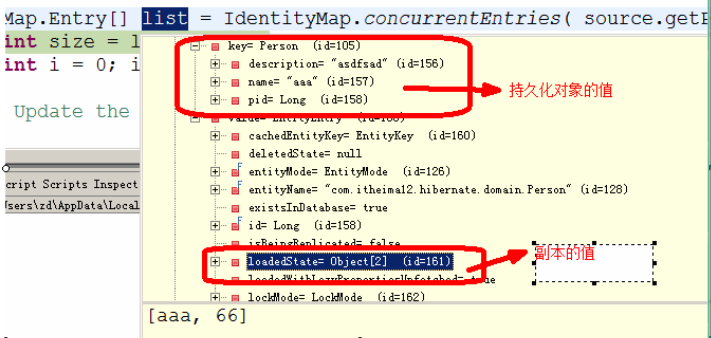 Map.Entry[] list = IdentityMap.concurrentEntries( source.getP
int size = l
int i = 0; i
Update the
cript Scripts Inspect
Users\zd\AppData\Local
key= Person (id=105)
description= "asdfsad" (id=156)
name= "aaa" (id=157)
pid= Long (id=158)
持久化对象的值
value= EntityEntry
cachedEntityKey= EntityKey (id=160)
deletedState= null
entityMode= EntityMode (id=126)
entityName= "com.itheima12.hibernate.domain.Person" (id=128)
existsInDatabase= true
id= Long (id=158)
isBeingReplicated= false
loadedState= Object[2] (id=161)
副本的值
loadedWithLazyPropertiesUnfetched= true
lockMode= LockMode (id=162)
[aaa, 66]